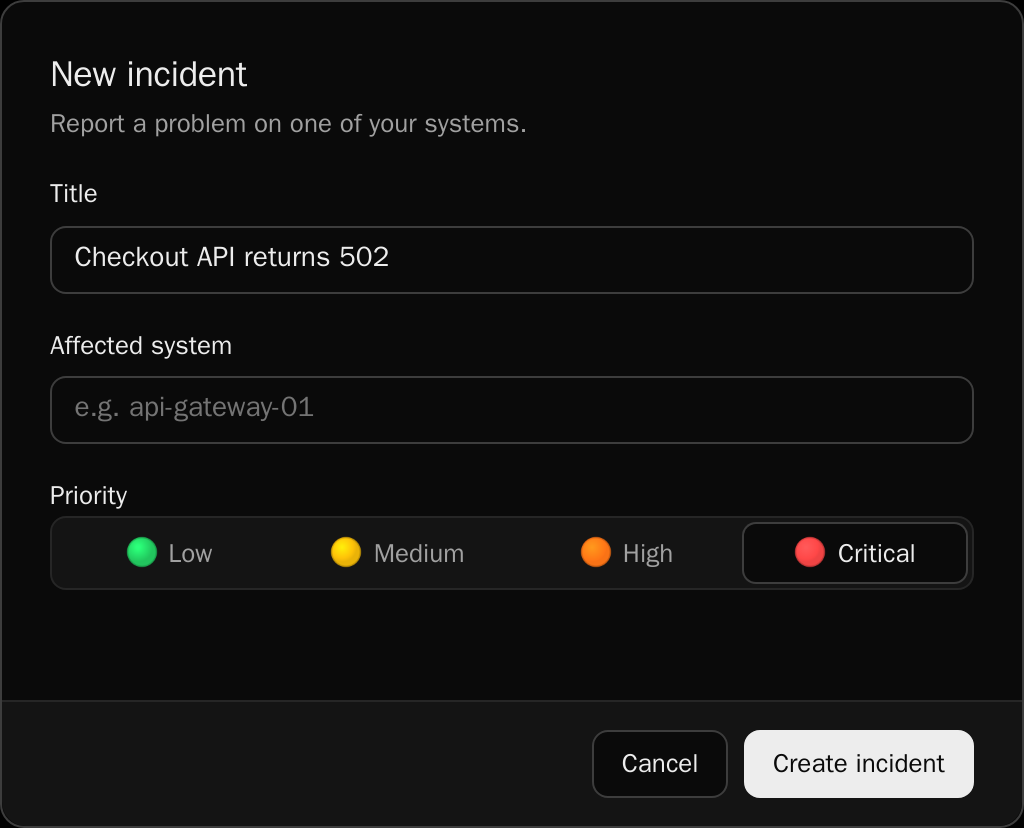 New incident
Report a problem on one of your systems.
Title
Checkout API returns 502
Affected system
e.g. api-gateway-01
Priority
Low Medium High Critical
Cancel Create incident